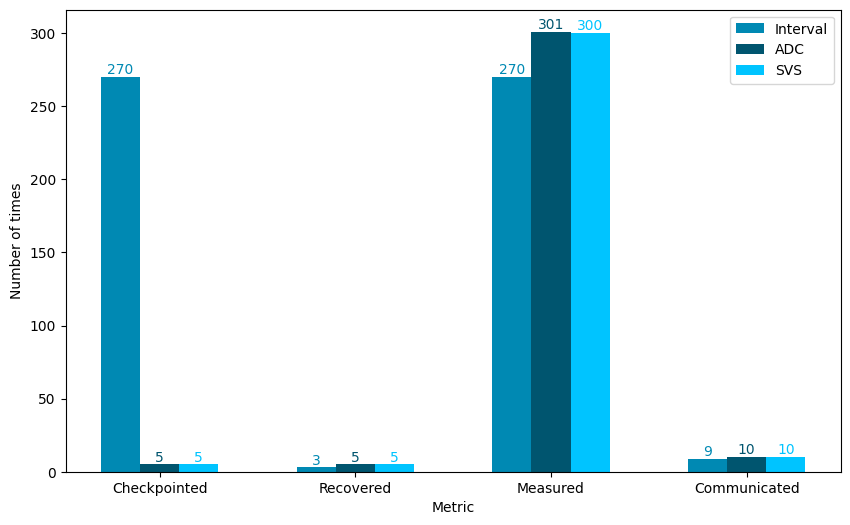 Interval
ADC
SVS
Number of times
300
250
200
150
100
50
0
270
5
5
3
5
5
270
301
300
9
10
10
Checkpointed
Recovered
Measured
Communicated
Metric